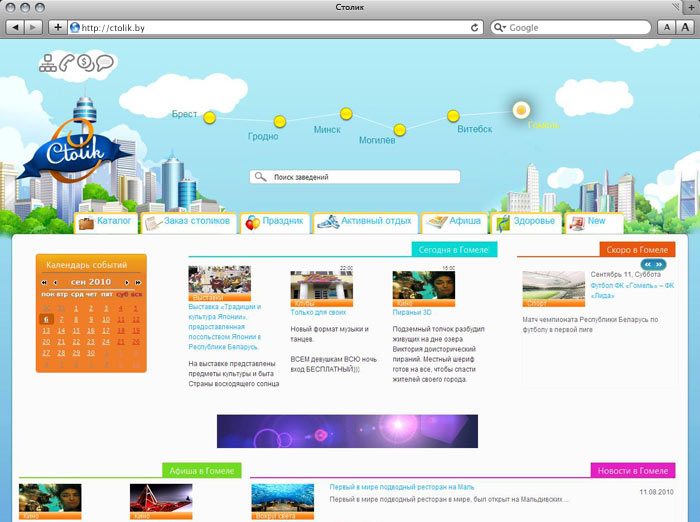 Столик
http://ctolik.by
Google
A A
Ctolik
Брест
Гродно
Минск
Могилёв
Витебск
Гомель
Поиск заведений
Каталог
Заказ столиков
Праздник
Активный отдых
Афиша
Здоровье
New
Календарь событий
сен 2010
пон втр срд чет пят суб вск
1 2 3 4 5
6 7 8 9 10 11 12
13 14 15 16 17 18 19
20 21 22 23 24 25 26
27 28 29 30
Сегодня в Гомеле!
Выставки
Выставка «Традиции и
культура Японии»,
предоставленная
посольством Японии в
Республике Беларусь.
На выставке представлены
предметы культуры и быта
Страны восходящего солнца
22:00
Клубы
Только для своих
Новый формат музыки и
танцев.
ВСЕМ девушкам ВСЮ ночь
вход БЕСПЛАТНЫЙ)))
Кино
Пираньи 3D
Подземный толчок разбудил
живущих на дне озера
Виктория доисторический
пираний. Местный шериф
готов на все, чтобы спасти
жителей своего города.
Скоро в Гомеле
Спорт
Сентябрь 11, Суббота
Футбол ФК «Гомель» – ФК
«Лида»
Матч чемпионата Республики Беларусь по
футболу в первой лиге
Афиша в Гомеле
Кино
Кино
Новости в Гомеле
Вокруг света
Первый в мире подводный ресторан на Маль
Первый в мире подводный ресторан в мире, был открыт на Мальдивских ...
11.08.2010